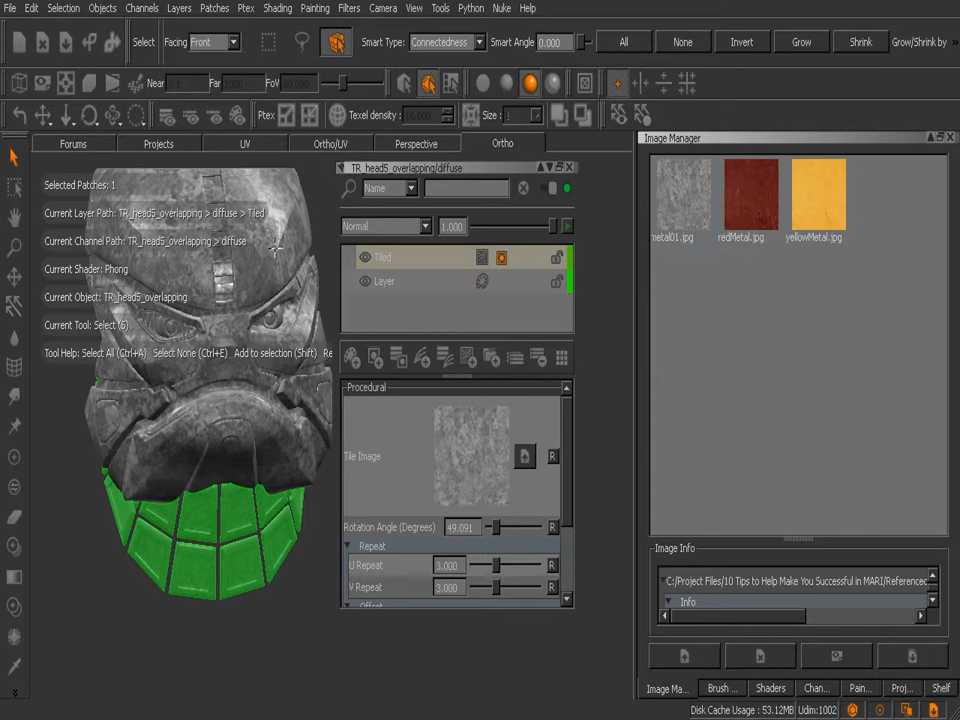 File Edit Selection Objects Channels Layers Patches Ptex Shading Painting Filters Camera View Tools Python Nuke Help
Select Facing Front Smart Type: Connectedness Smart Angle 0.000 All None Invert Grow Shrink Grow/Shrink by
Near 0.1 Far 1000 FoV
Ptex Texel density Size : 1
Forums Projects UV Ortho/UV Perspective Ortho
Image Manager
TR_head5_overlapping/diffuse
Selected Patches: 1
Name
Current Layer Path: TR_head5_overlapping > diffuse > Tiled
Normal 1.000
metal01.jpg redMetal.jpg yellowMetal.jpg
Current Channel Path: TR_head5_overlapping > diffuse
Tiled
Current Shader: Phong
Layer
Current Object: TR_head5_overlapping
Current Tool: Select (S)
Tool Help: Select All (Ctrl+A) Select None (Ctrl+E) Add to selection (Shift) Re
Procedural
Tile Image R
Rotation Angle (Degrees) 49.091 R
Repeat
U Repeat 3.000 R
V Repeat 3.000 R
Offset
Image Info
C:/Project Files/10 Tips to Help Make You Successful in MARI/Referenced
Info
Image Ma... Brush ... Shaders Chan... Pain... Proj... Shelf
Disk Cache Usage : 53.12MB Udim:1002